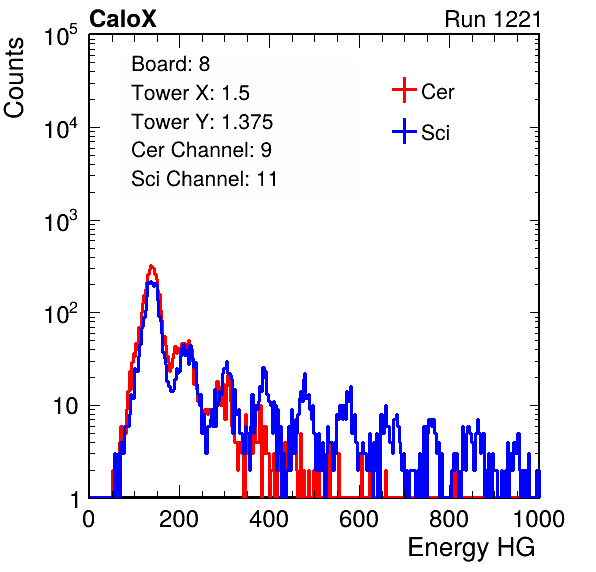 CaloX Run 1221
Board: 8
Tower X: 1.5
Tower Y: 1.375
Cer Channel: 9
Sci Channel: 11
Cer
Sci
Counts
10^5
10^4
10^3
10^2
10
1
0 200 400 600 800 1000
Energy HG